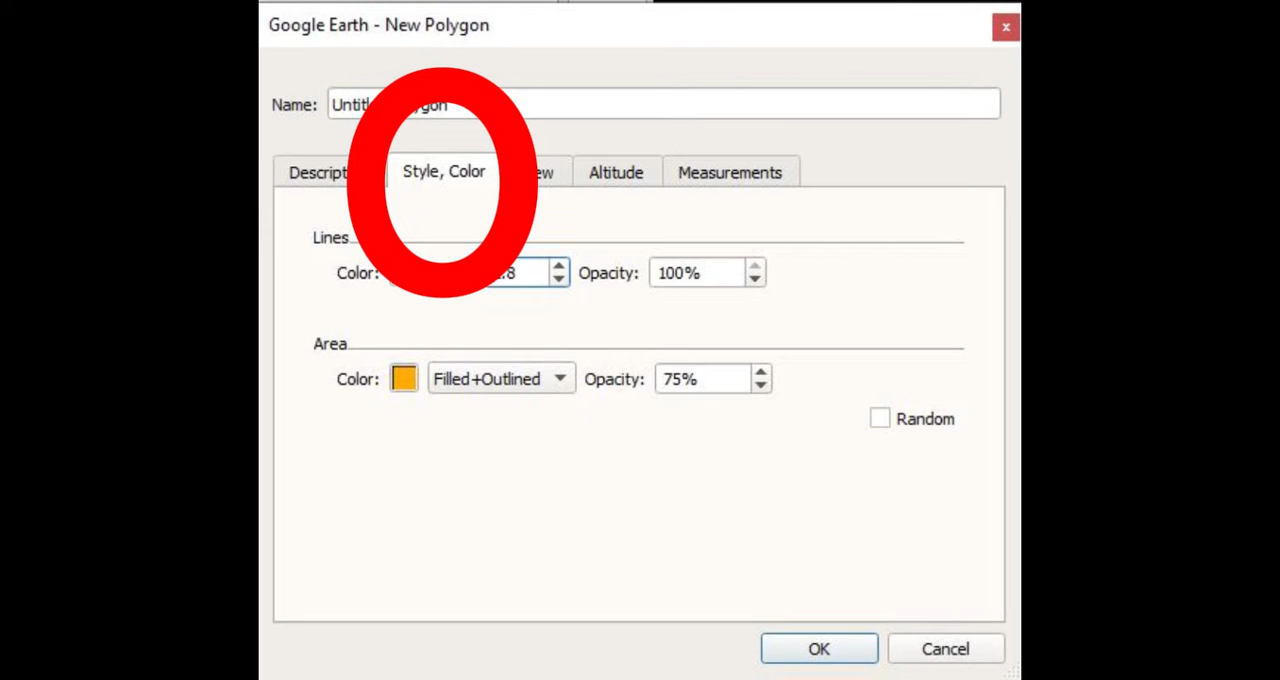 Google Earth - New Polygon
x
Name:
Style, Color Altitude Measurements
Lines
Color: Opacity: 100%
Area
Color: Filled+Outlined Opacity: 75%
Random
OK Cancel